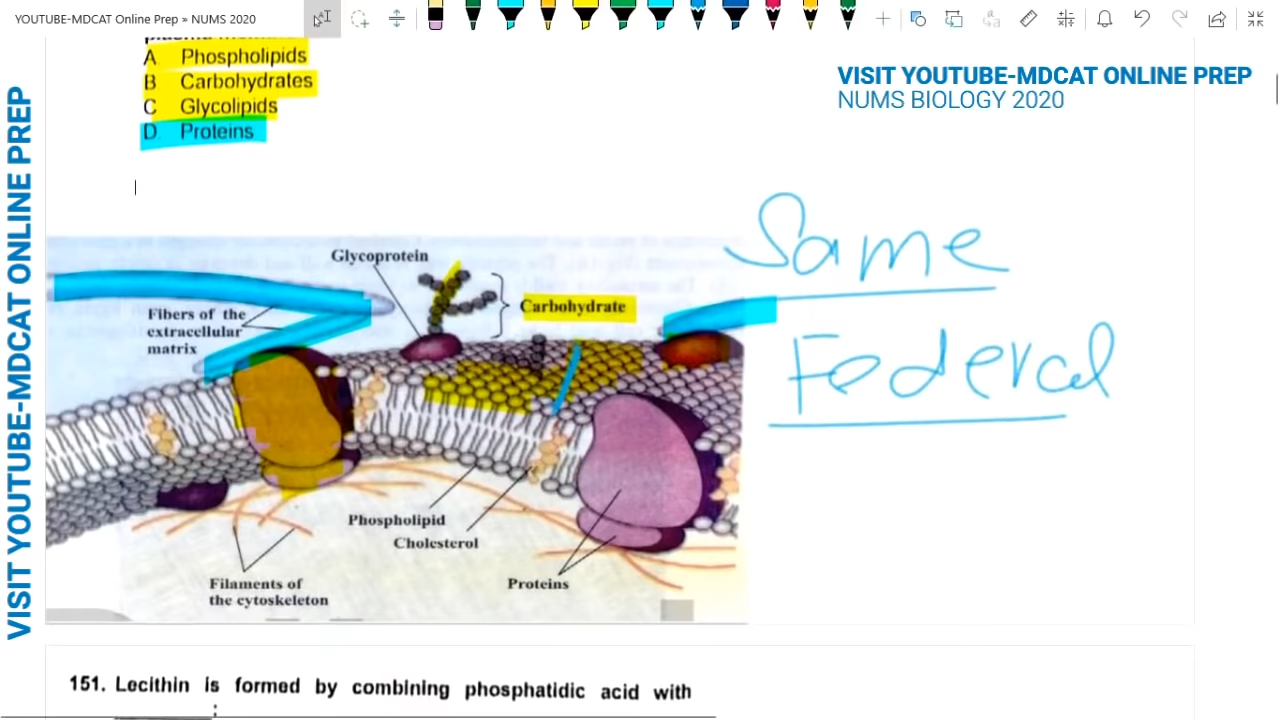 YOUTUBE-MDCAT Online Prep » NUMS 2020
A Phospholipids
B Carbohydrates
C Glycolipids
D Proteins
VISIT YOUTUBE-MDCAT ONLINE PREP
NUMS BIOLOGY 2020
VISIT YOUTUBE-MDCAT ONLINE PREP
Same
Federal
Glycoprotein
Carbohydrate
Fibers of the
extracellular
matrix
Phospholipid
Cholesterol
Proteins
Filaments of
the cytoskeleton
151. Lecithin is formed by combining phosphatidic acid with
________: